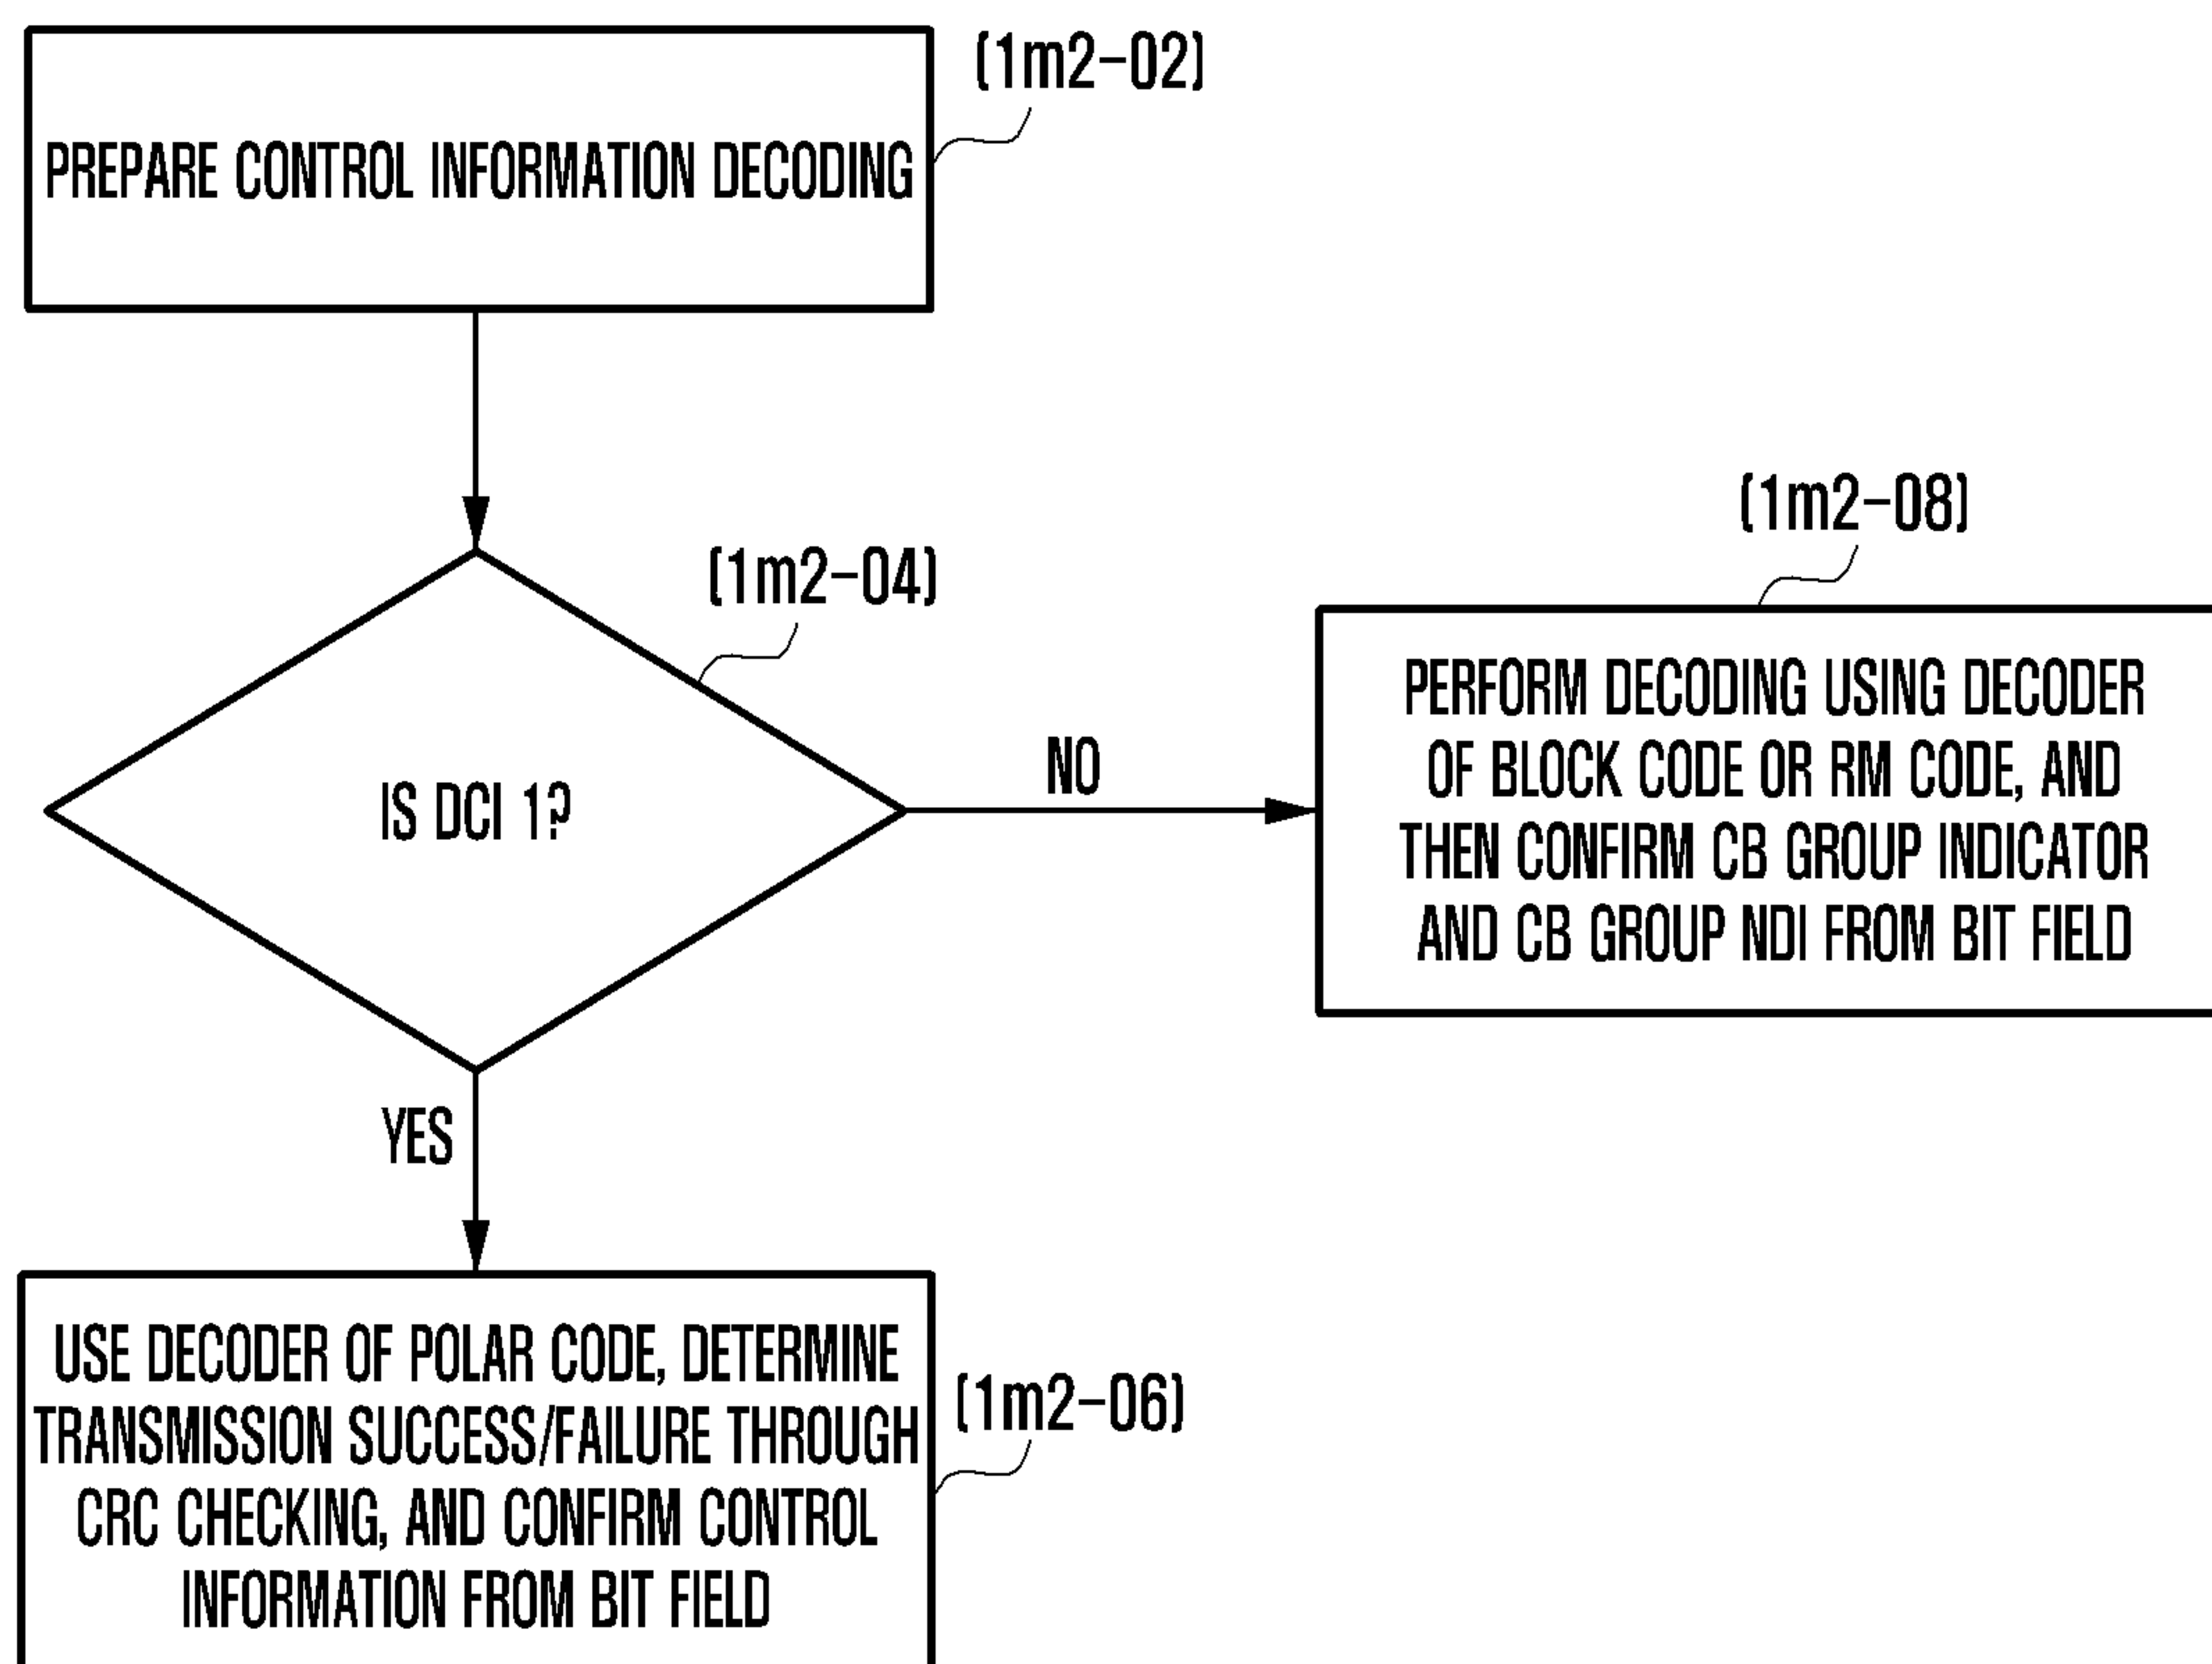 (1m2-02)
PREPARE CONTROL INFORMATION DECODING
(1m2-04)
IS DCI 1?
NO
(1m2-08)
PERFORM DECODING USING DECODER
OF BLOCK CODE OR RM CODE, AND
THEN CONFIRM CB GROUP INDICATOR
AND CB GROUP NDI FROM BIT FIELD
YES
USE DECODER OF POLAR CODE, DETERMINE
TRANSMISSION SUCCESS/FAILURE THROUGH
CRC CHECKING, AND CONFIRM CONTROL
INFORMATION FROM BIT FIELD
(1m2-06)